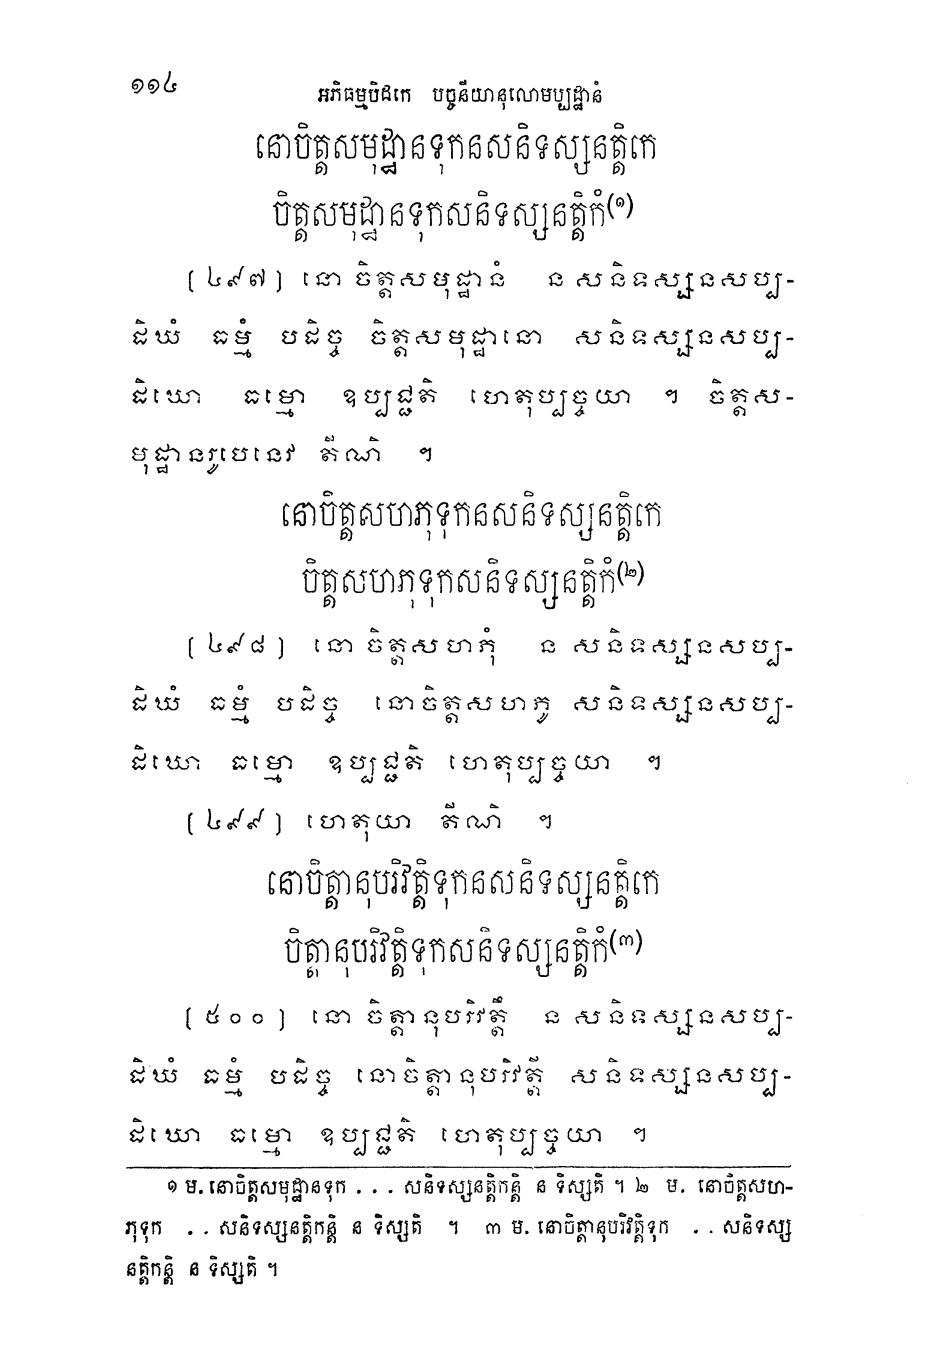 ១១៤
អភិធម្មបិដកេ បច្ចនីយានុលោមប្បដ្ឋានំ
នោចិត្តសមុដ្ឋានទុកនសនិទស្សនត្តិកេ
ចិត្តសមុដ្ឋានទុកសនិទស្សនត្តិកំ(១)
[៤៩៧] នោ ចិត្តសមុដ្ឋានំ ន សនិទស្សនសប្ប-
ដិឃំ ធម្មំ បដិច្ច ចិត្តសមុដ្ឋានោ សនិទស្សនសប្ប-
ដិឃោ ធម្មោ ឧប្បជ្ជតិ ហេតុប្បច្ចយា ។ ចិត្តស-
មុដ្ឋានរូបេនេវ តីណិ ។
នោចិត្តសហភុទុកនសនិទស្សនត្តិកេ
ចិត្តសហភុទុកសនិទស្សនត្តិកំ(២)
[៤៩៨] នោ ចិត្តសហភុំ ន សនិទស្សនសប្ប-
ដិឃំ ធម្មំ បដិច្ច នោចិត្តសហភូ សនិទស្សនសប្ប-
ដិឃោ ធម្មោ ឧប្បជ្ជតិ ហេតុប្បច្ចយា ។
[៤៩៩] ហេតុយា តីណិ ។
នោចិត្តានុបរិវត្តិទុកនសនិទស្សនត្តិកេ
ចិត្តានុបរិវត្តិទុកសនិទស្សនត្តិកំ(៣)
[៥០០] នោ ចិត្តានុបរិវត្តឹ ន សនិទស្សនសប្ប-
ដិឃំ ធម្មំ បដិច្ច នោចិត្តានុបរិវត្តី សនិទស្សនសប្ប-
ដិឃោ ធម្មោ ឧប្បជ្ជតិ ហេតុប្បច្ចយា ។
១ ម. នោចិត្តសមុដ្ឋានទុក . . . សនិទស្សនត្តិកន្តិ ន ទិស្សតិ ។ ២ ម. នោចិត្តសហ-
ភុទុក . . សនិទស្សនត្តិកន្តិ ន ទិស្សតិ ។ ៣ ម. នោចិត្តានុបរិវត្តិទុក . . សនិទស្ស
នត្តិកន្តិ ន ទិស្សតិ ។